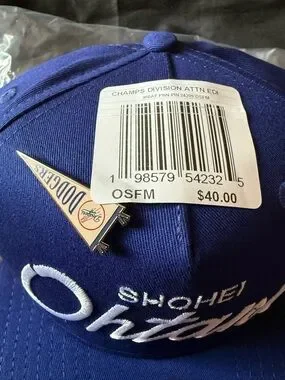 CHAMPS DIVISION ATTN EDI
1 98579 54232 5
OSFM $40.00
DODGERS
SHOHEI
Ohtani